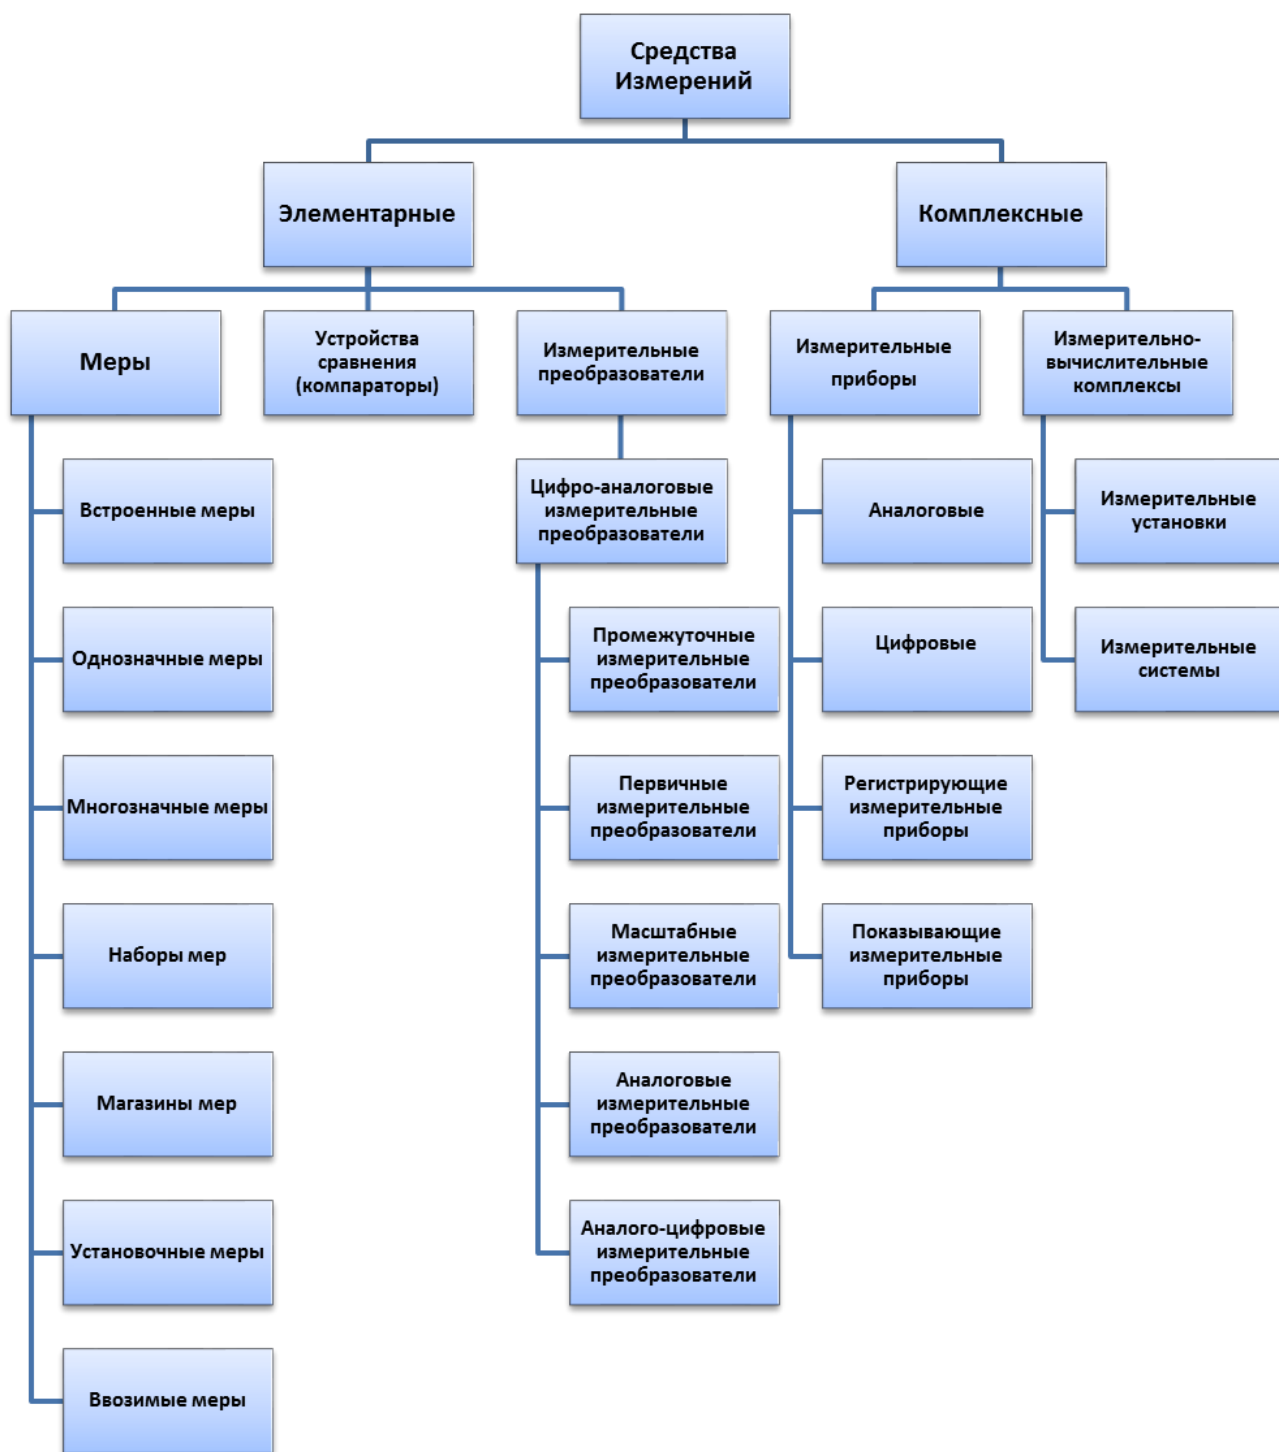 Средства
Измерений
Элементарные
Комплексные
Меры
Устройства
сравнения
(компараторы)
Измерительные
преобразователи
Измерительные
приборы
Измерительно-
вычислительные
комплексы
Встроенные меры
Однозначные меры
Многозначные меры
Наборы мер
Магазины мер
Установочные меры
Ввозимые меры
Цифро-аналоговые
измерительные
преобразователи
Промежуточные
измерительные
преобразователи
Первичные
измерительные
преобразователи
Масштабные
измерительные
преобразователи
Аналоговые
измерительные
преобразователи
Аналого-цифровые
измерительные
преобразователи
Аналоговые
Цифровые
Регистрирующие
измерительные
приборы
Показывающие
измерительные
приборы
Измерительные
установки
Измерительные
системы